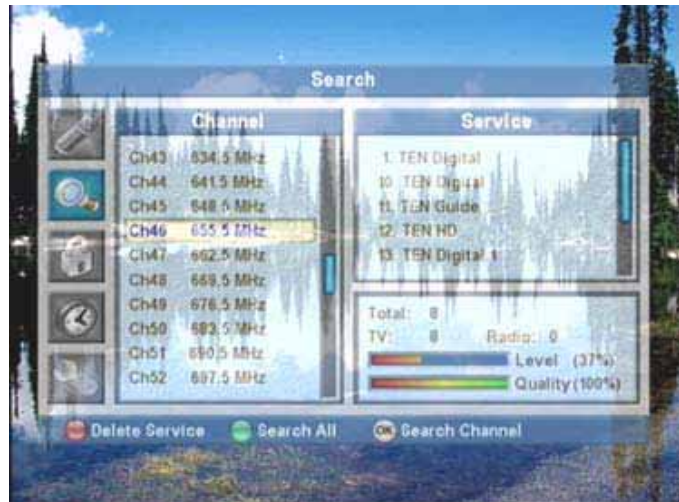 Search
Channel
Ch43 634.5 MHz
Ch44 641.5 MHz
Ch45 648.5 MHz
Ch46 655.5 MHz
Ch47 662.5 MHz
Ch48 669.5 MHz
Ch49 676.5 MHz
Ch50 683.5 MHz
Ch51 690.5 MHz
Ch52 697.5 MHz
Service
1. TEN Digital
10. TEN Digital
11. TEN Guide
12. TEN HD
13. TEN Digital 1
Total: 8
TV: 8 Radio: 0
Level (37%)
Quality (100%)
Delete Service Search All OK Search Channel